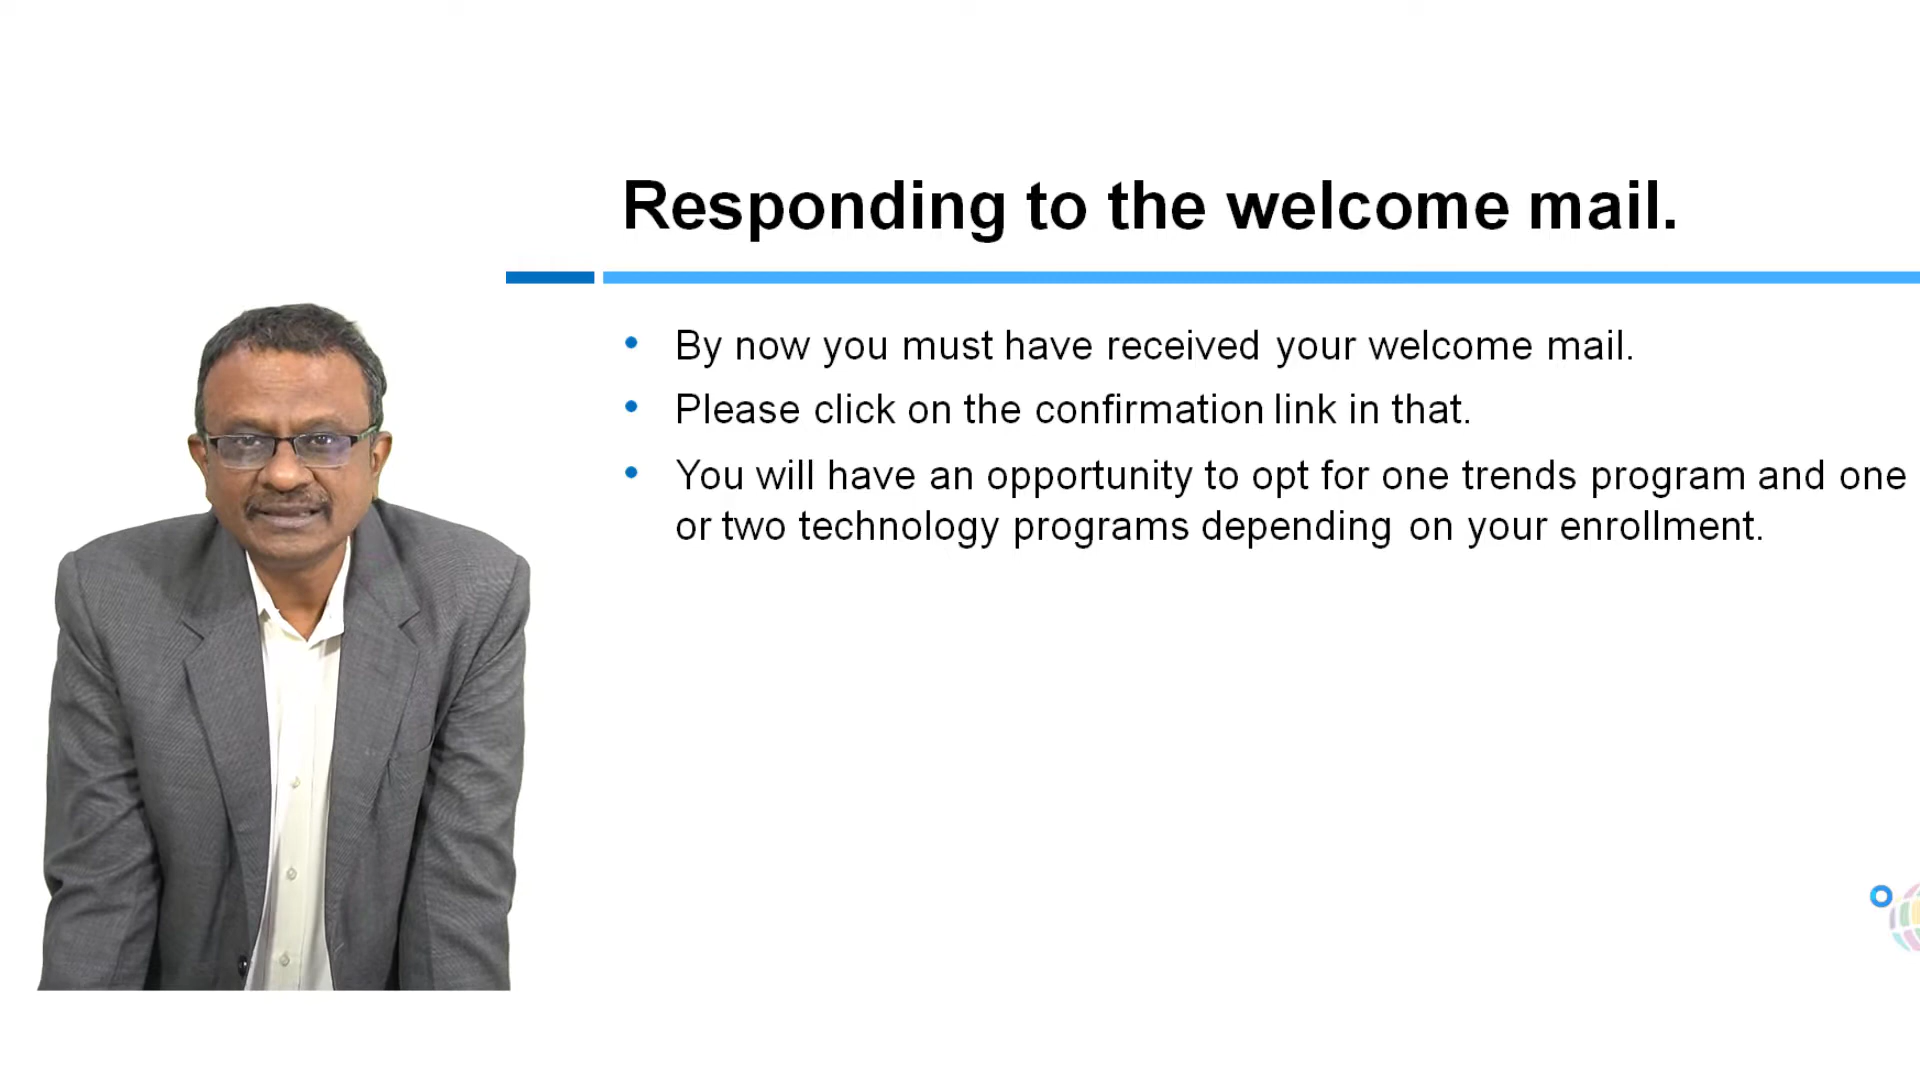 Responding to the welcome mail.
By now you must have received your welcome mail.
Please click on the confirmation link in that.
You will have an opportunity to opt for one trends program and one
or two technology programs depending on your enrollment.